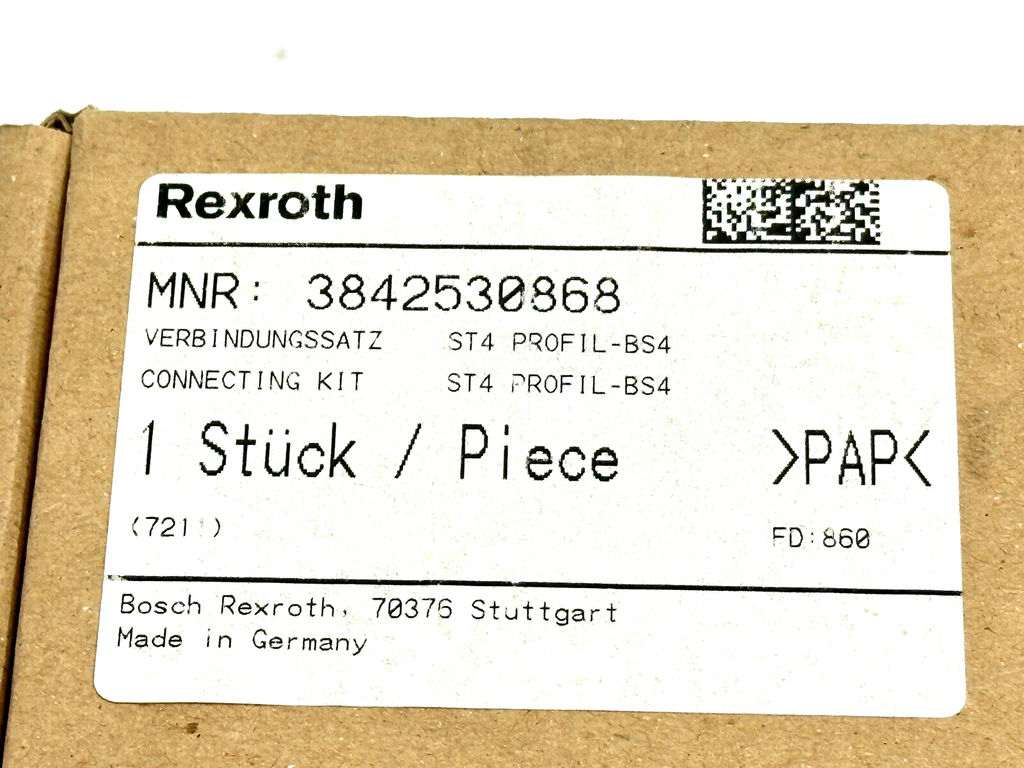 Rexroth
MNR: 3842530868
VERBINDUNGSSATZ ST4 PROFIL-BS4
CONNECTING KIT ST4 PROFIL-BS4
1 Stück / Piece >PAP<
FD:860
Bosch Rexroth, 70376 Stuttgart
Made in Germany